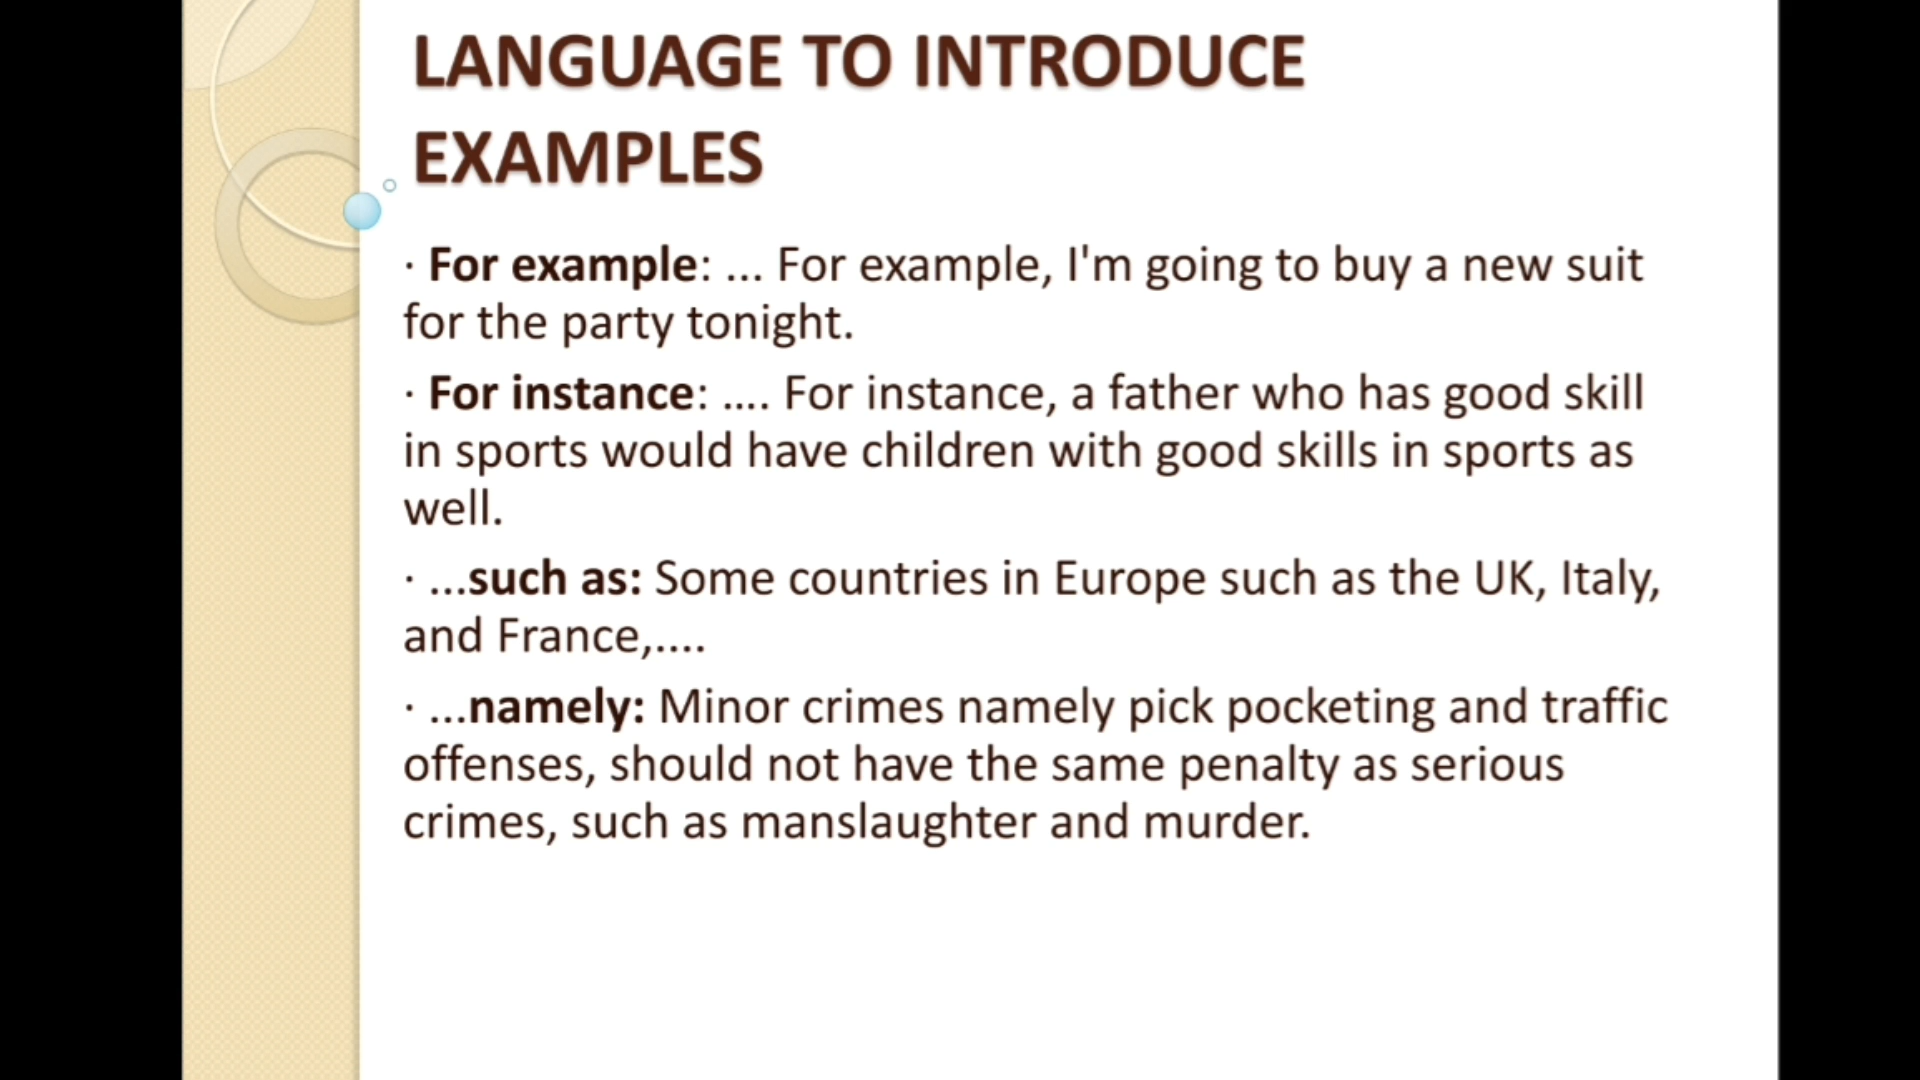 LANGUAGE TO INTRODUCE
EXAMPLES
· For example: ... For example, I'm going to buy a new suit
for the party tonight.
· For instance: .... For instance, a father who has good skill
in sports would have children with good skills in sports as
well.
· ...such as: Some countries in Europe such as the UK, Italy,
and France,....
· ...namely: Minor crimes namely pick pocketing and traffic
offenses, should not have the same penalty as serious
crimes, such as manslaughter and murder.